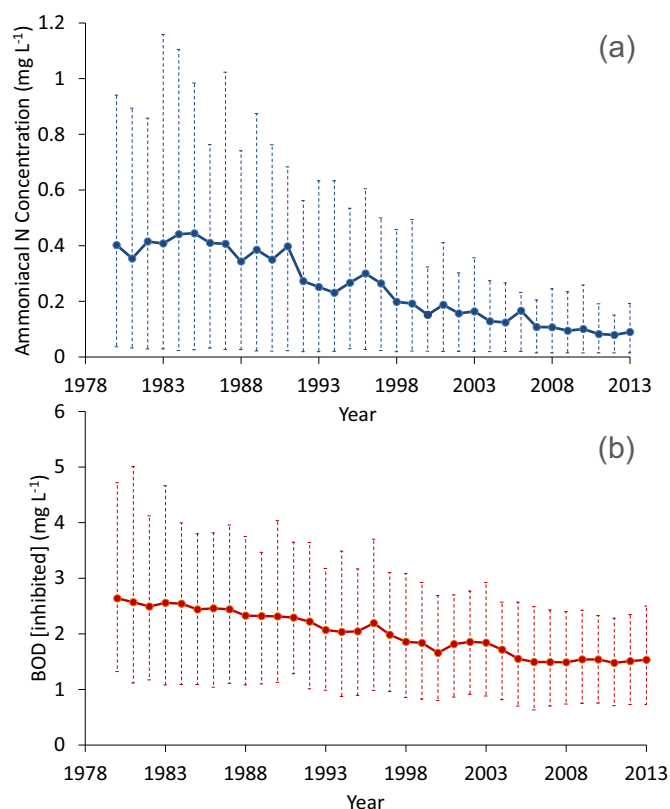 (a)
Ammoniacal N Concentration (mg L-1)
1.2
1
0.8
0.6
0.4
0.2
0
1978 1983 1988 1993 1998 2003 2008 2013
Year
(b)
BOD [inhibited] (mg L-1)
6
5
4
3
2
1
0
1978 1983 1988 1993 1998 2003 2008 2013
Year